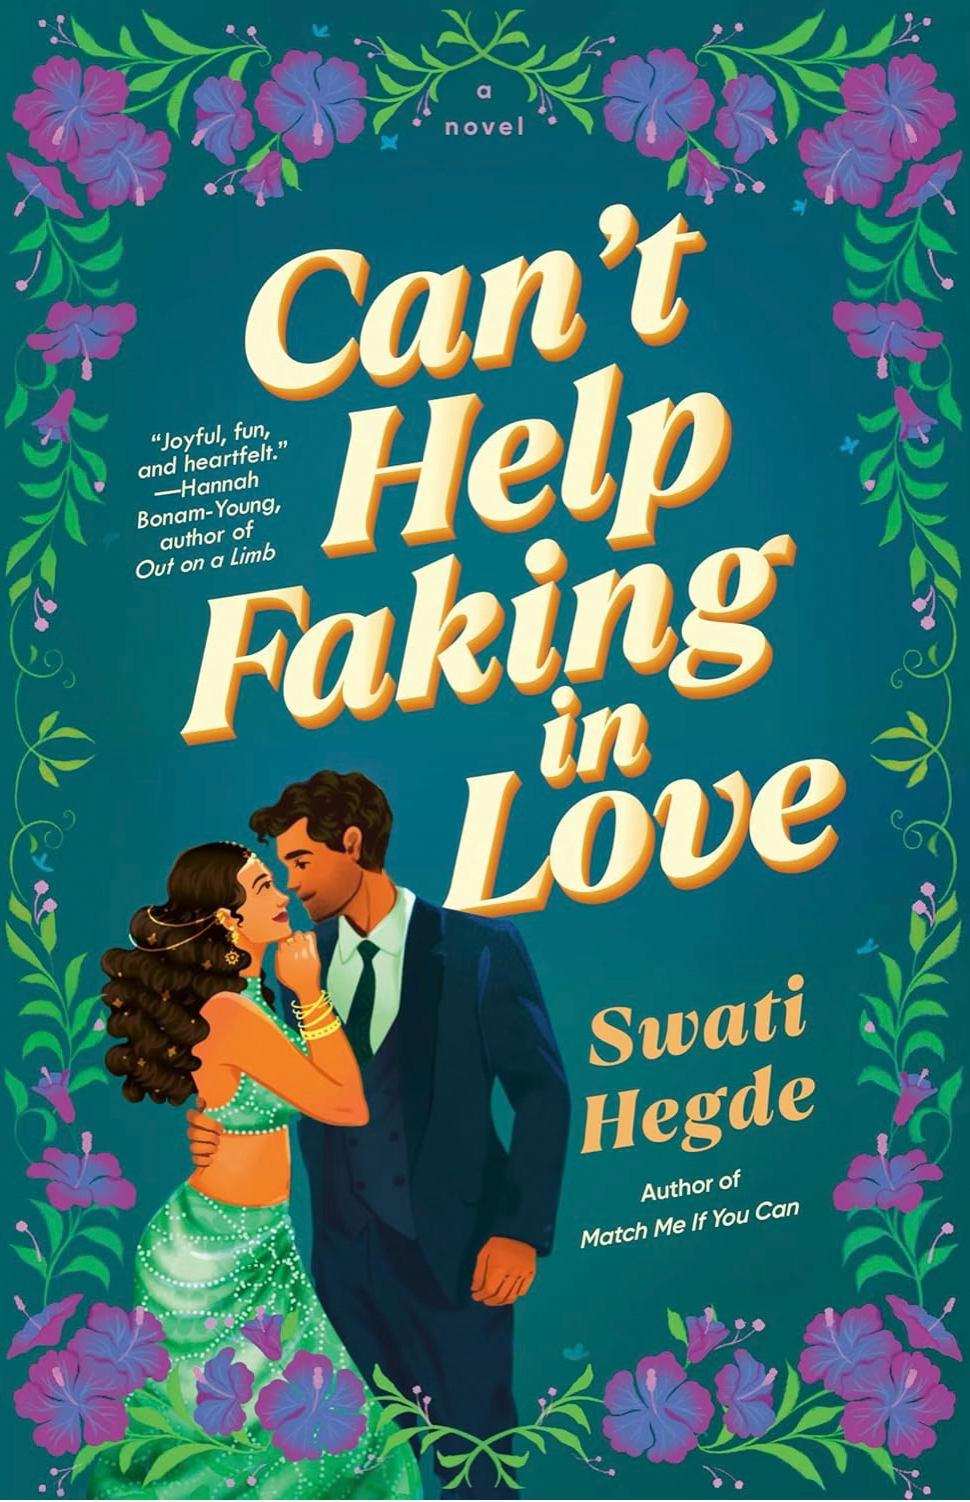 a
novel
Can’t
Help
Faking
in
Love
“Joyful, fun,
and heartfelt.”
—Hannah
Bonam-Young,
author of
Out on a Limb
Swati
Hegde
Author of
Match Me If You Can